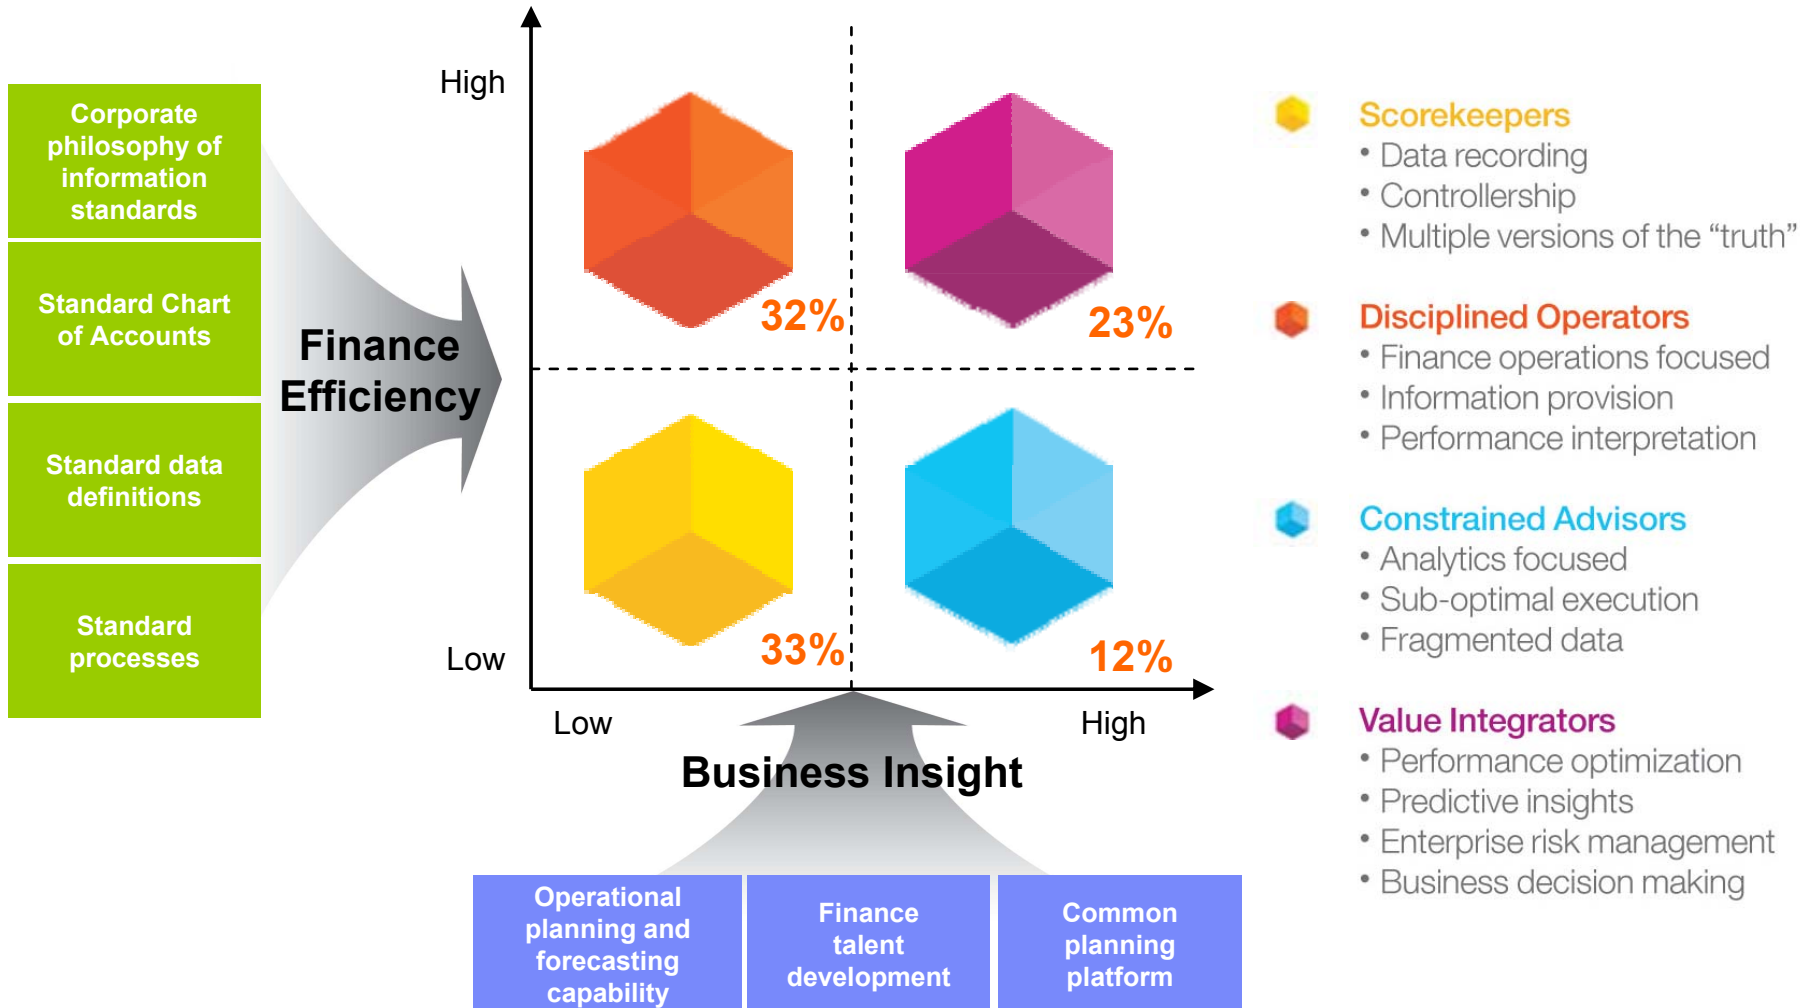 Corporate
philosophy of
information
standards
Standard Chart
of Accounts
Standard data
definitions
Standard
processes
Finance
Efficiency
High
Low
32%
23%
33%
12%
Low
High
Business Insight
Operational
planning and
forecasting
capability
Finance
talent
development
Common
planning
platform
Scorekeepers
• Data recording
• Controllership
• Multiple versions of the “truth”
Disciplined Operators
• Finance operations focused
• Information provision
• Performance interpretation
Constrained Advisors
• Analytics focused
• Sub-optimal execution
• Fragmented data
Value Integrators
• Performance optimization
• Predictive insights
• Enterprise risk management
• Business decision making